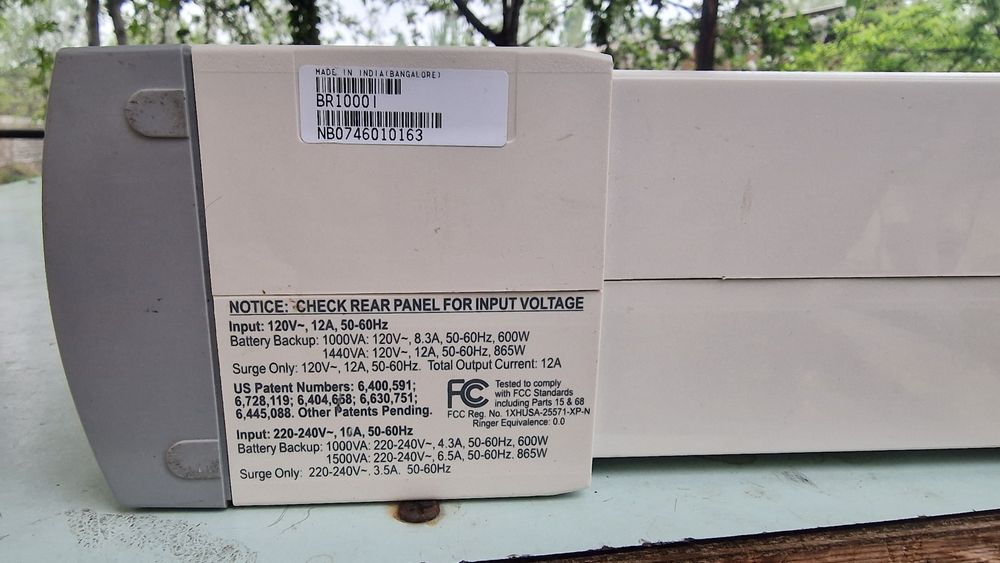 MADE IN INDIA(BANGALORE)
BR1000I
NB0746010163
NOTICE: CHECK REAR PANEL FOR INPUT VOLTAGE
Input: 120V~, 12A, 50-60Hz
Battery Backup: 1000VA: 120V~, 8.3A, 50-60Hz, 600W
1440VA: 120V~, 12A, 50-60Hz, 865W
Surge Only: 120V~, 12A, 50-60Hz. Total Output Current: 12A
US Patent Numbers: 6,400,591;
6,728,119; 6,404,658; 6,630,751;
6,445,088. Other Patents Pending.
FC
Tested to comply
with FCC Standards
including Parts 15 & 68
FCC Reg. No. 1XHUSA-25571-XP-N
Ringer Equivalence: 0.0
Input: 220-240V~, 10A, 50-60Hz
Battery Backup: 1000VA: 220-240V~, 4.3A, 50-60Hz, 600W
1500VA: 220-240V~, 6.5A, 50-60Hz, 865W
Surge Only: 220-240V~, 3.5A. 50-60Hz